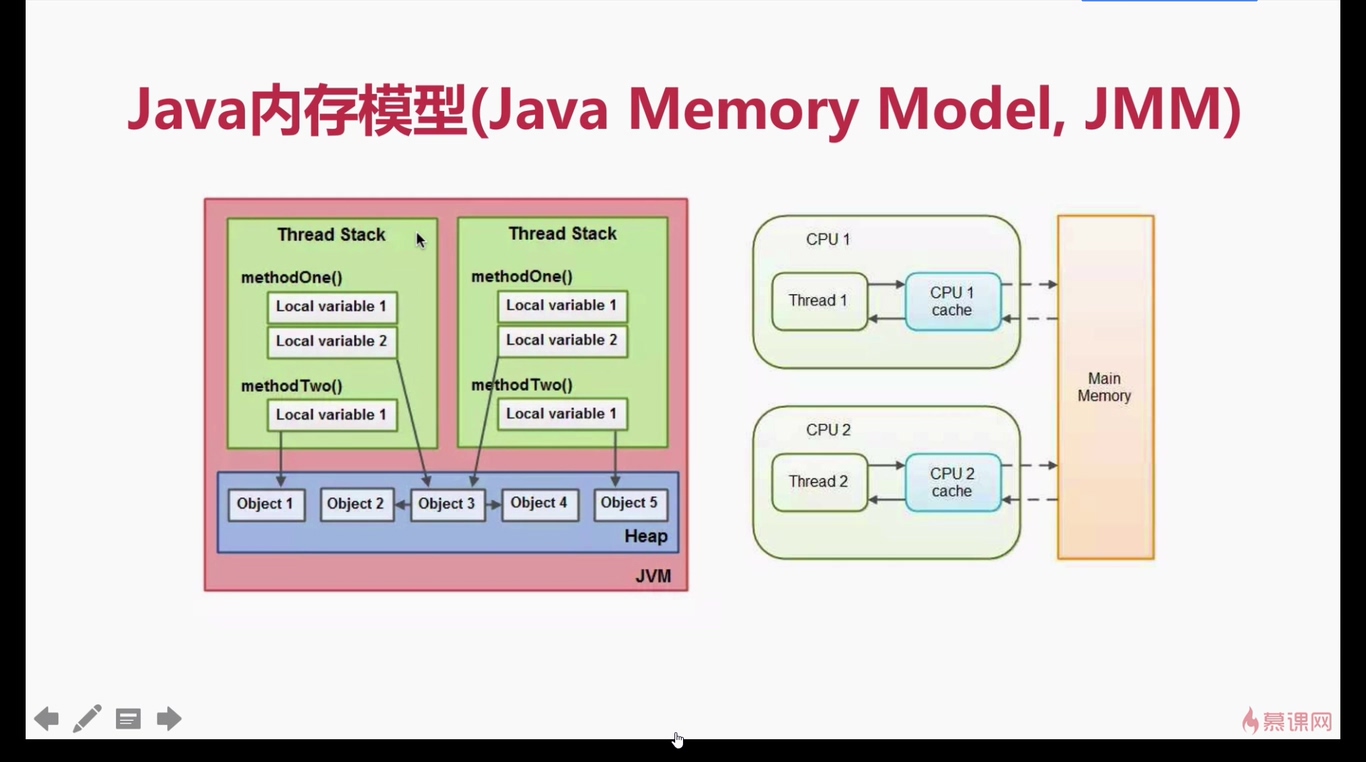 Java内存模型(Java Memory Model, JMM)
Thread Stack
methodOne()
Local variable 1
Local variable 2
methodTwo()
Local variable 1
Thread Stack
methodOne()
Local variable 1
Local variable 2
methodTwo()
Local variable 1
Object 1
Object 2
Object 3
Object 4
Object 5
Heap
JVM
CPU 1
Thread 1
CPU 1
cache
CPU 2
Thread 2
CPU 2
cache
Main
Memory
慕课网